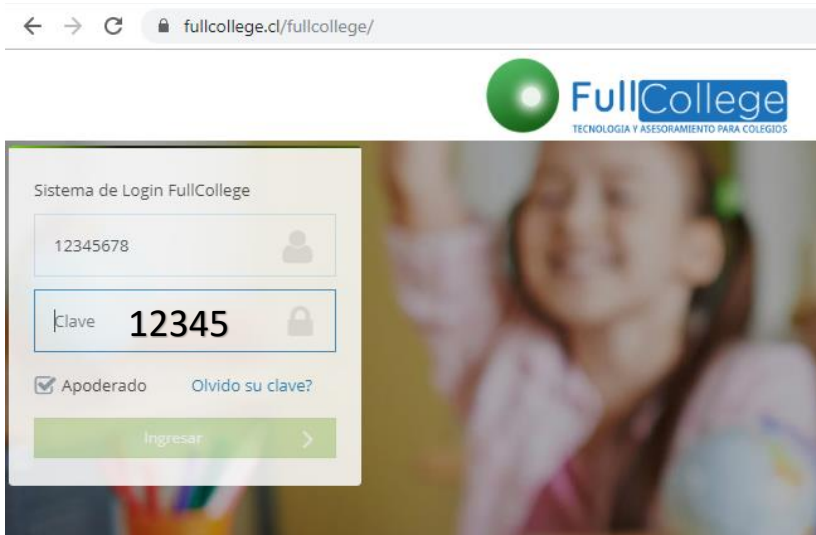 fullcollege.cl/fullcollege/
FullCollege
TECNOLOGIA Y ASESORAMIENTO PARA COLEGIOS
Sistema de Login FullCollege
12345678
Clave 12345
Apoderado Olvido su clave?
Ingresar